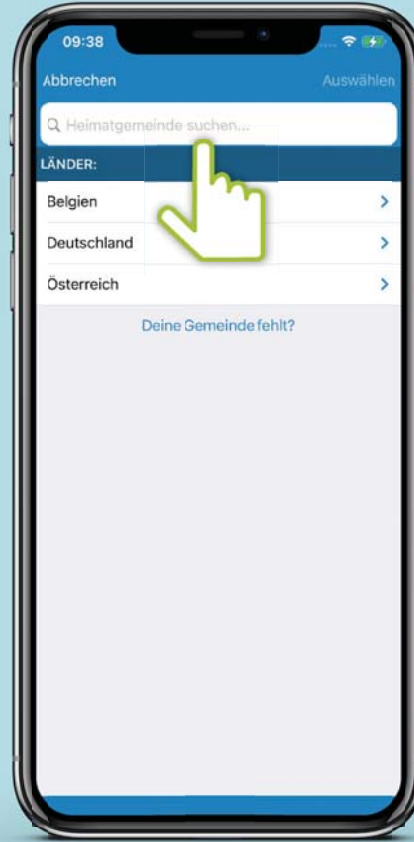 09:38
Abbrechen Auswählen
Heimatgemeinde suchen...
LÄNDER:
Belgien
Deutschland
Österreich
Deine Gemeinde fehlt?